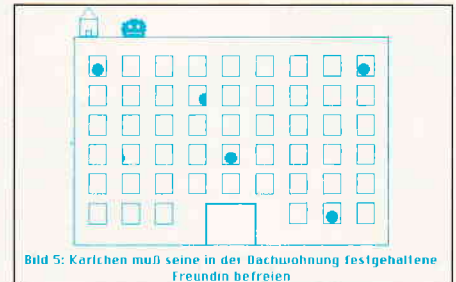 Bild 5: Karlchen muß seine in der Dachwohnung festgehaltene
Freundin befreien